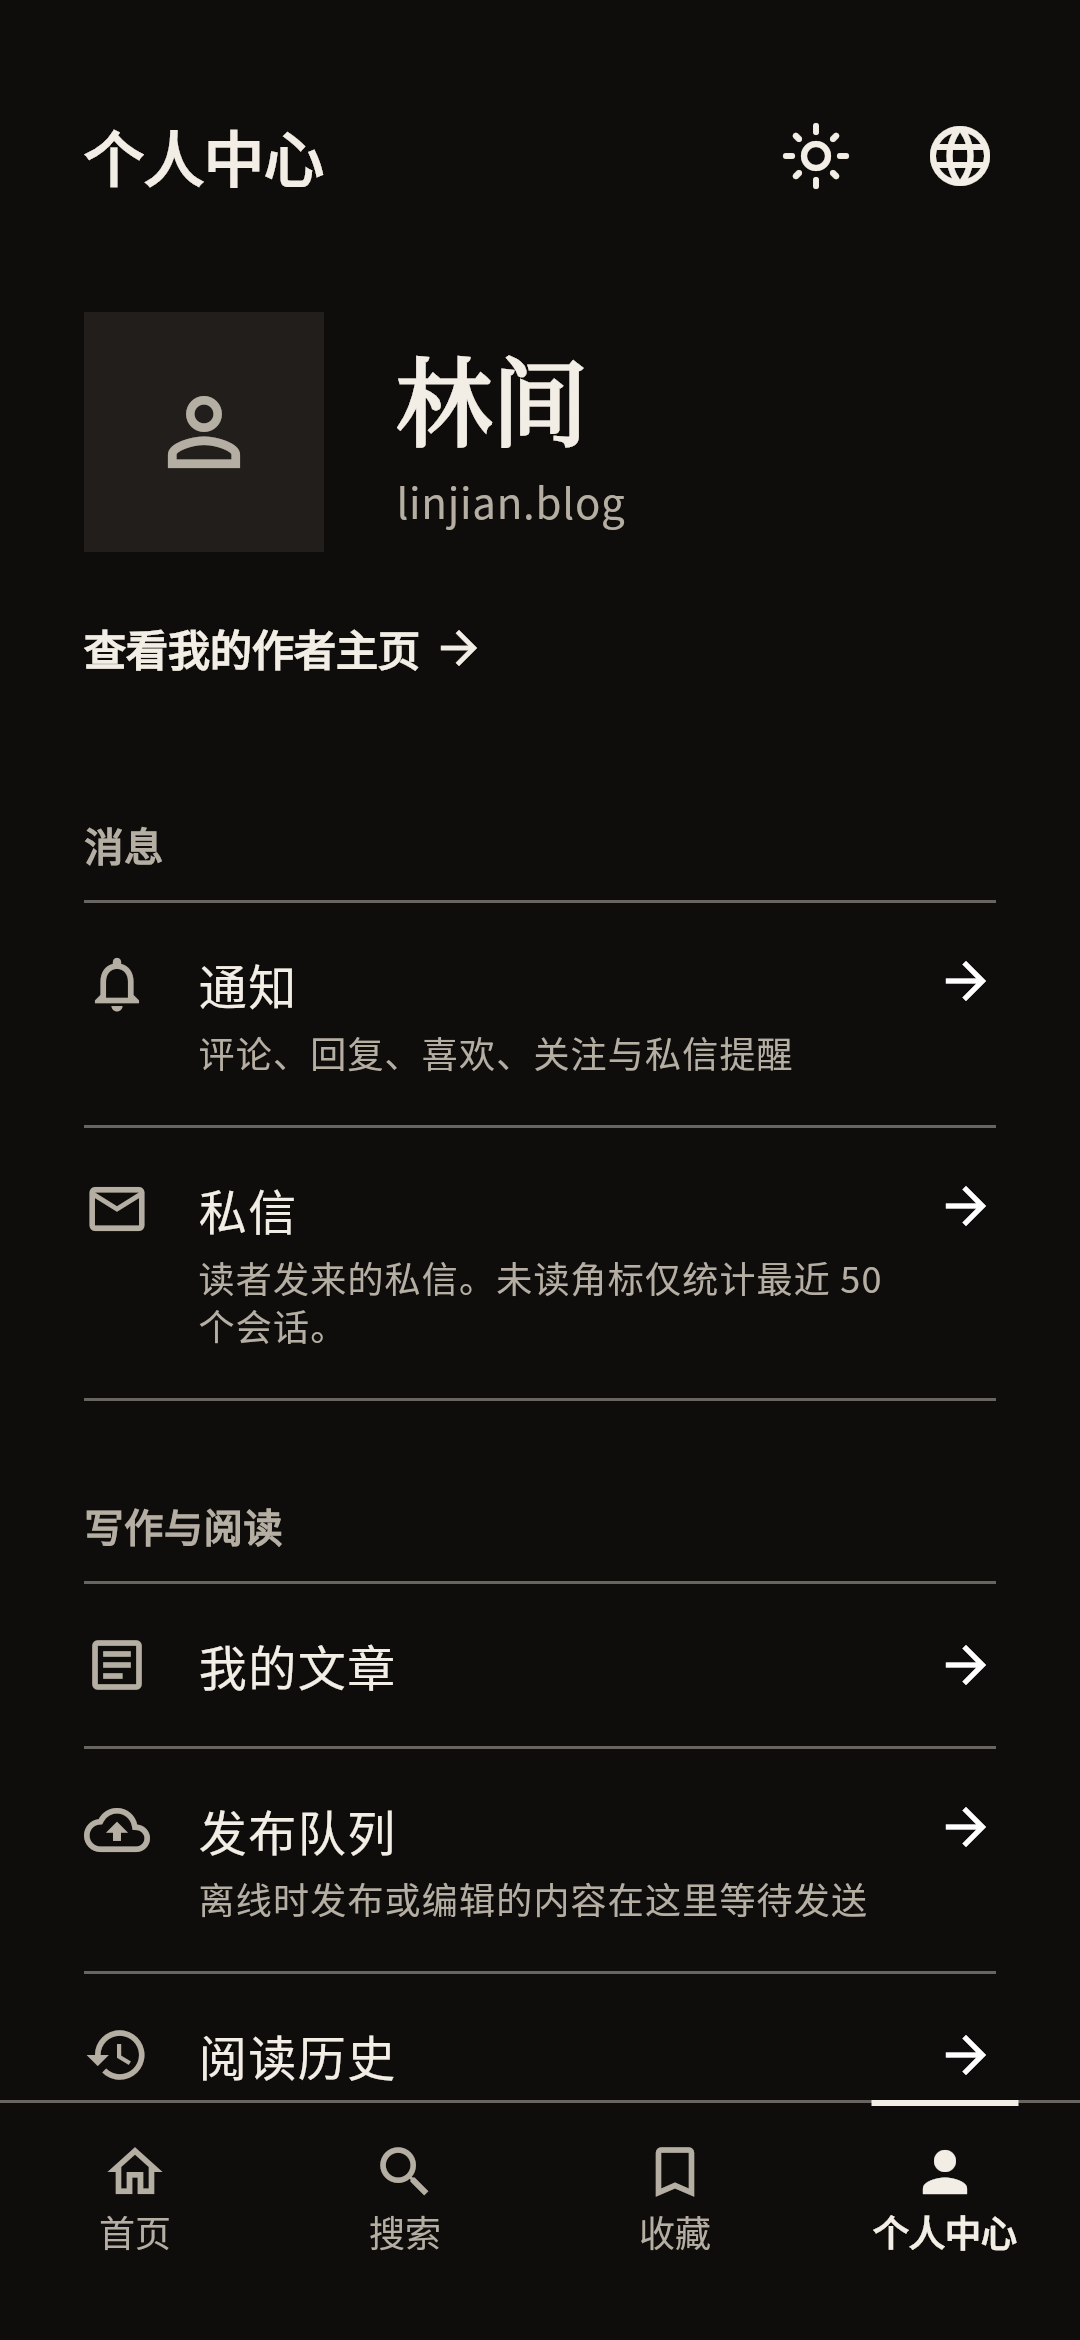 个人中心
林间
linjian.blog
查看我的作者主页
消息
通知
评论、回复、喜欢、关注与私信提醒
私信
读者发来的私信。未读角标仅统计最近 50
个会话。
写作与阅读
我的文章
发布队列
离线时发布或编辑的内容在这里等待发送
阅读历史
首页
搜索
收藏
个人中心